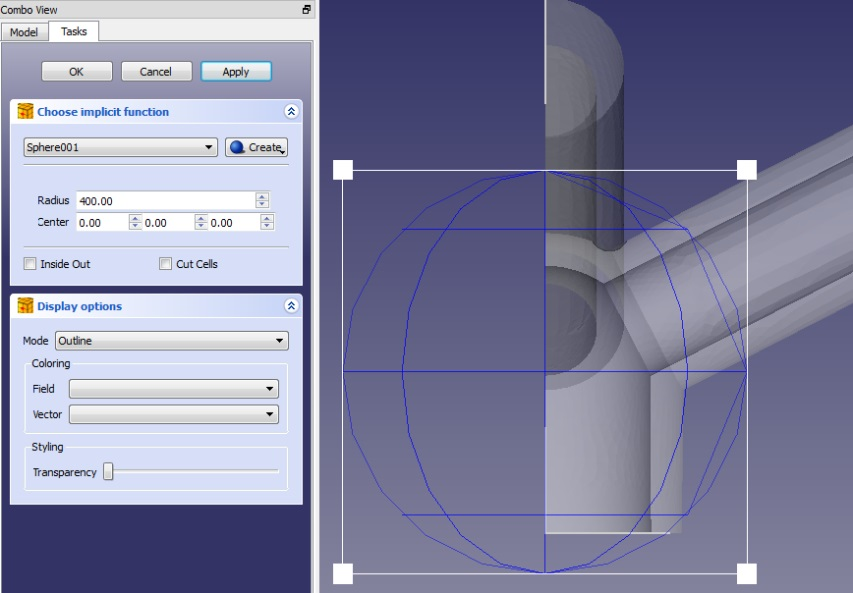 Combo View
Model Tasks
OK Cancel Apply
Choose implicit function
Sphere001 Create
Radius 400.00
Center 0.00 0.00 0.00
Inside Out Cut Cells
Display options
Mode Outline
Coloring
Field
Vector
Styling
Transparency